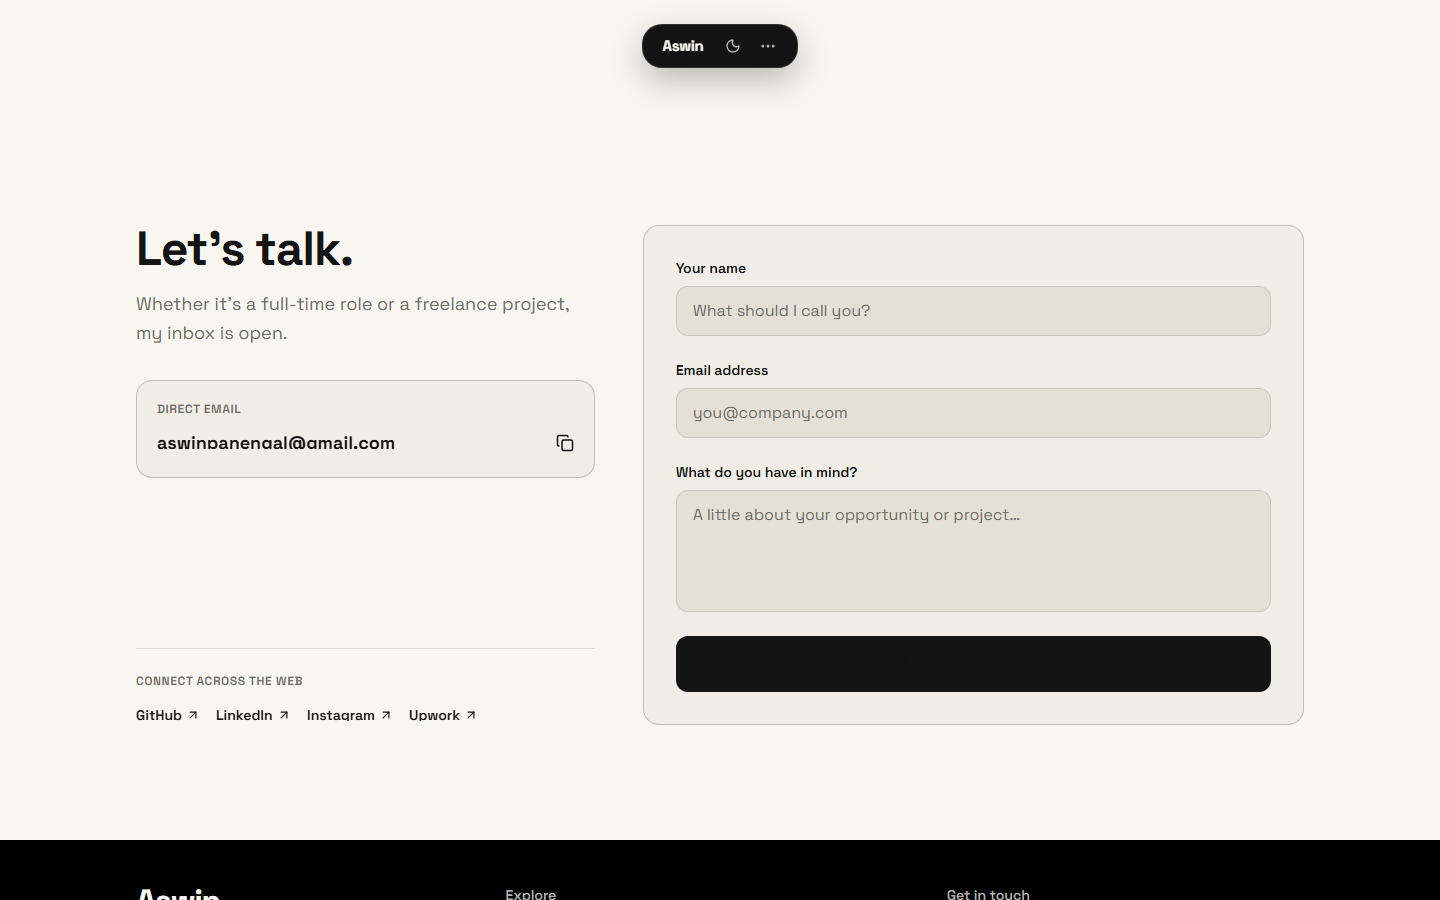 Aswin
Let's talk.
Whether it's a full-time role or a freelance project,
my inbox is open.
DIRECT EMAIL
aswinpanengal@gmail.com
CONNECT ACROSS THE WEB
GitHub
LinkedIn
Instagram
Upwork
Your name
What should I call you?
Email address
you@company.com
What do you have in mind?
A little about your opportunity or project…
Aswin
Explore
Get in touch